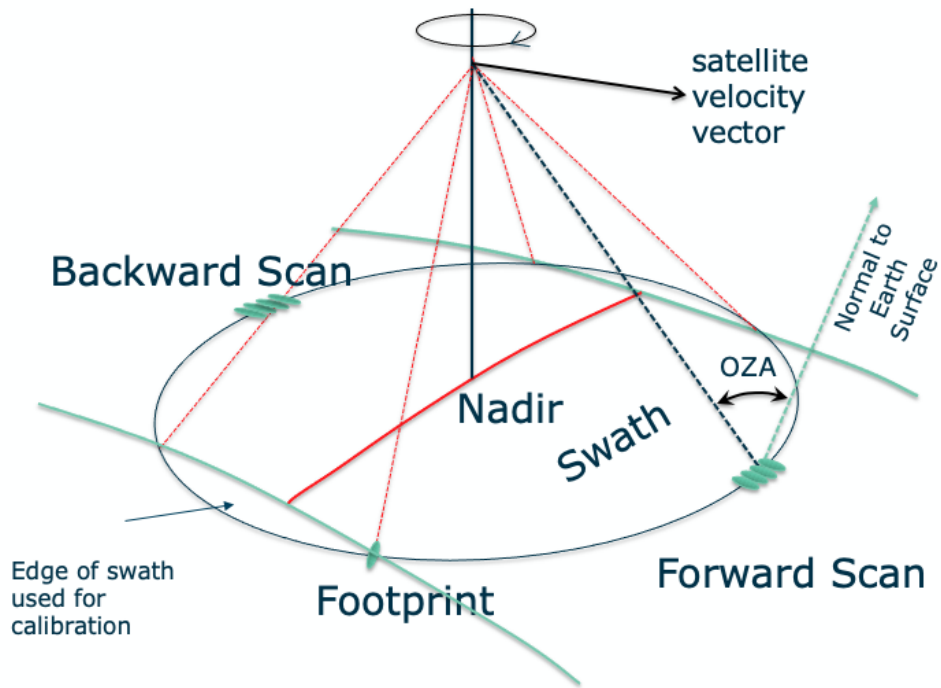 satellite
velocity
vector
Backward Scan
Normal to
Earth
Surface
OZA
Nadir
Swath
Forward Scan
Edge of swath
used for
calibration
Footprint